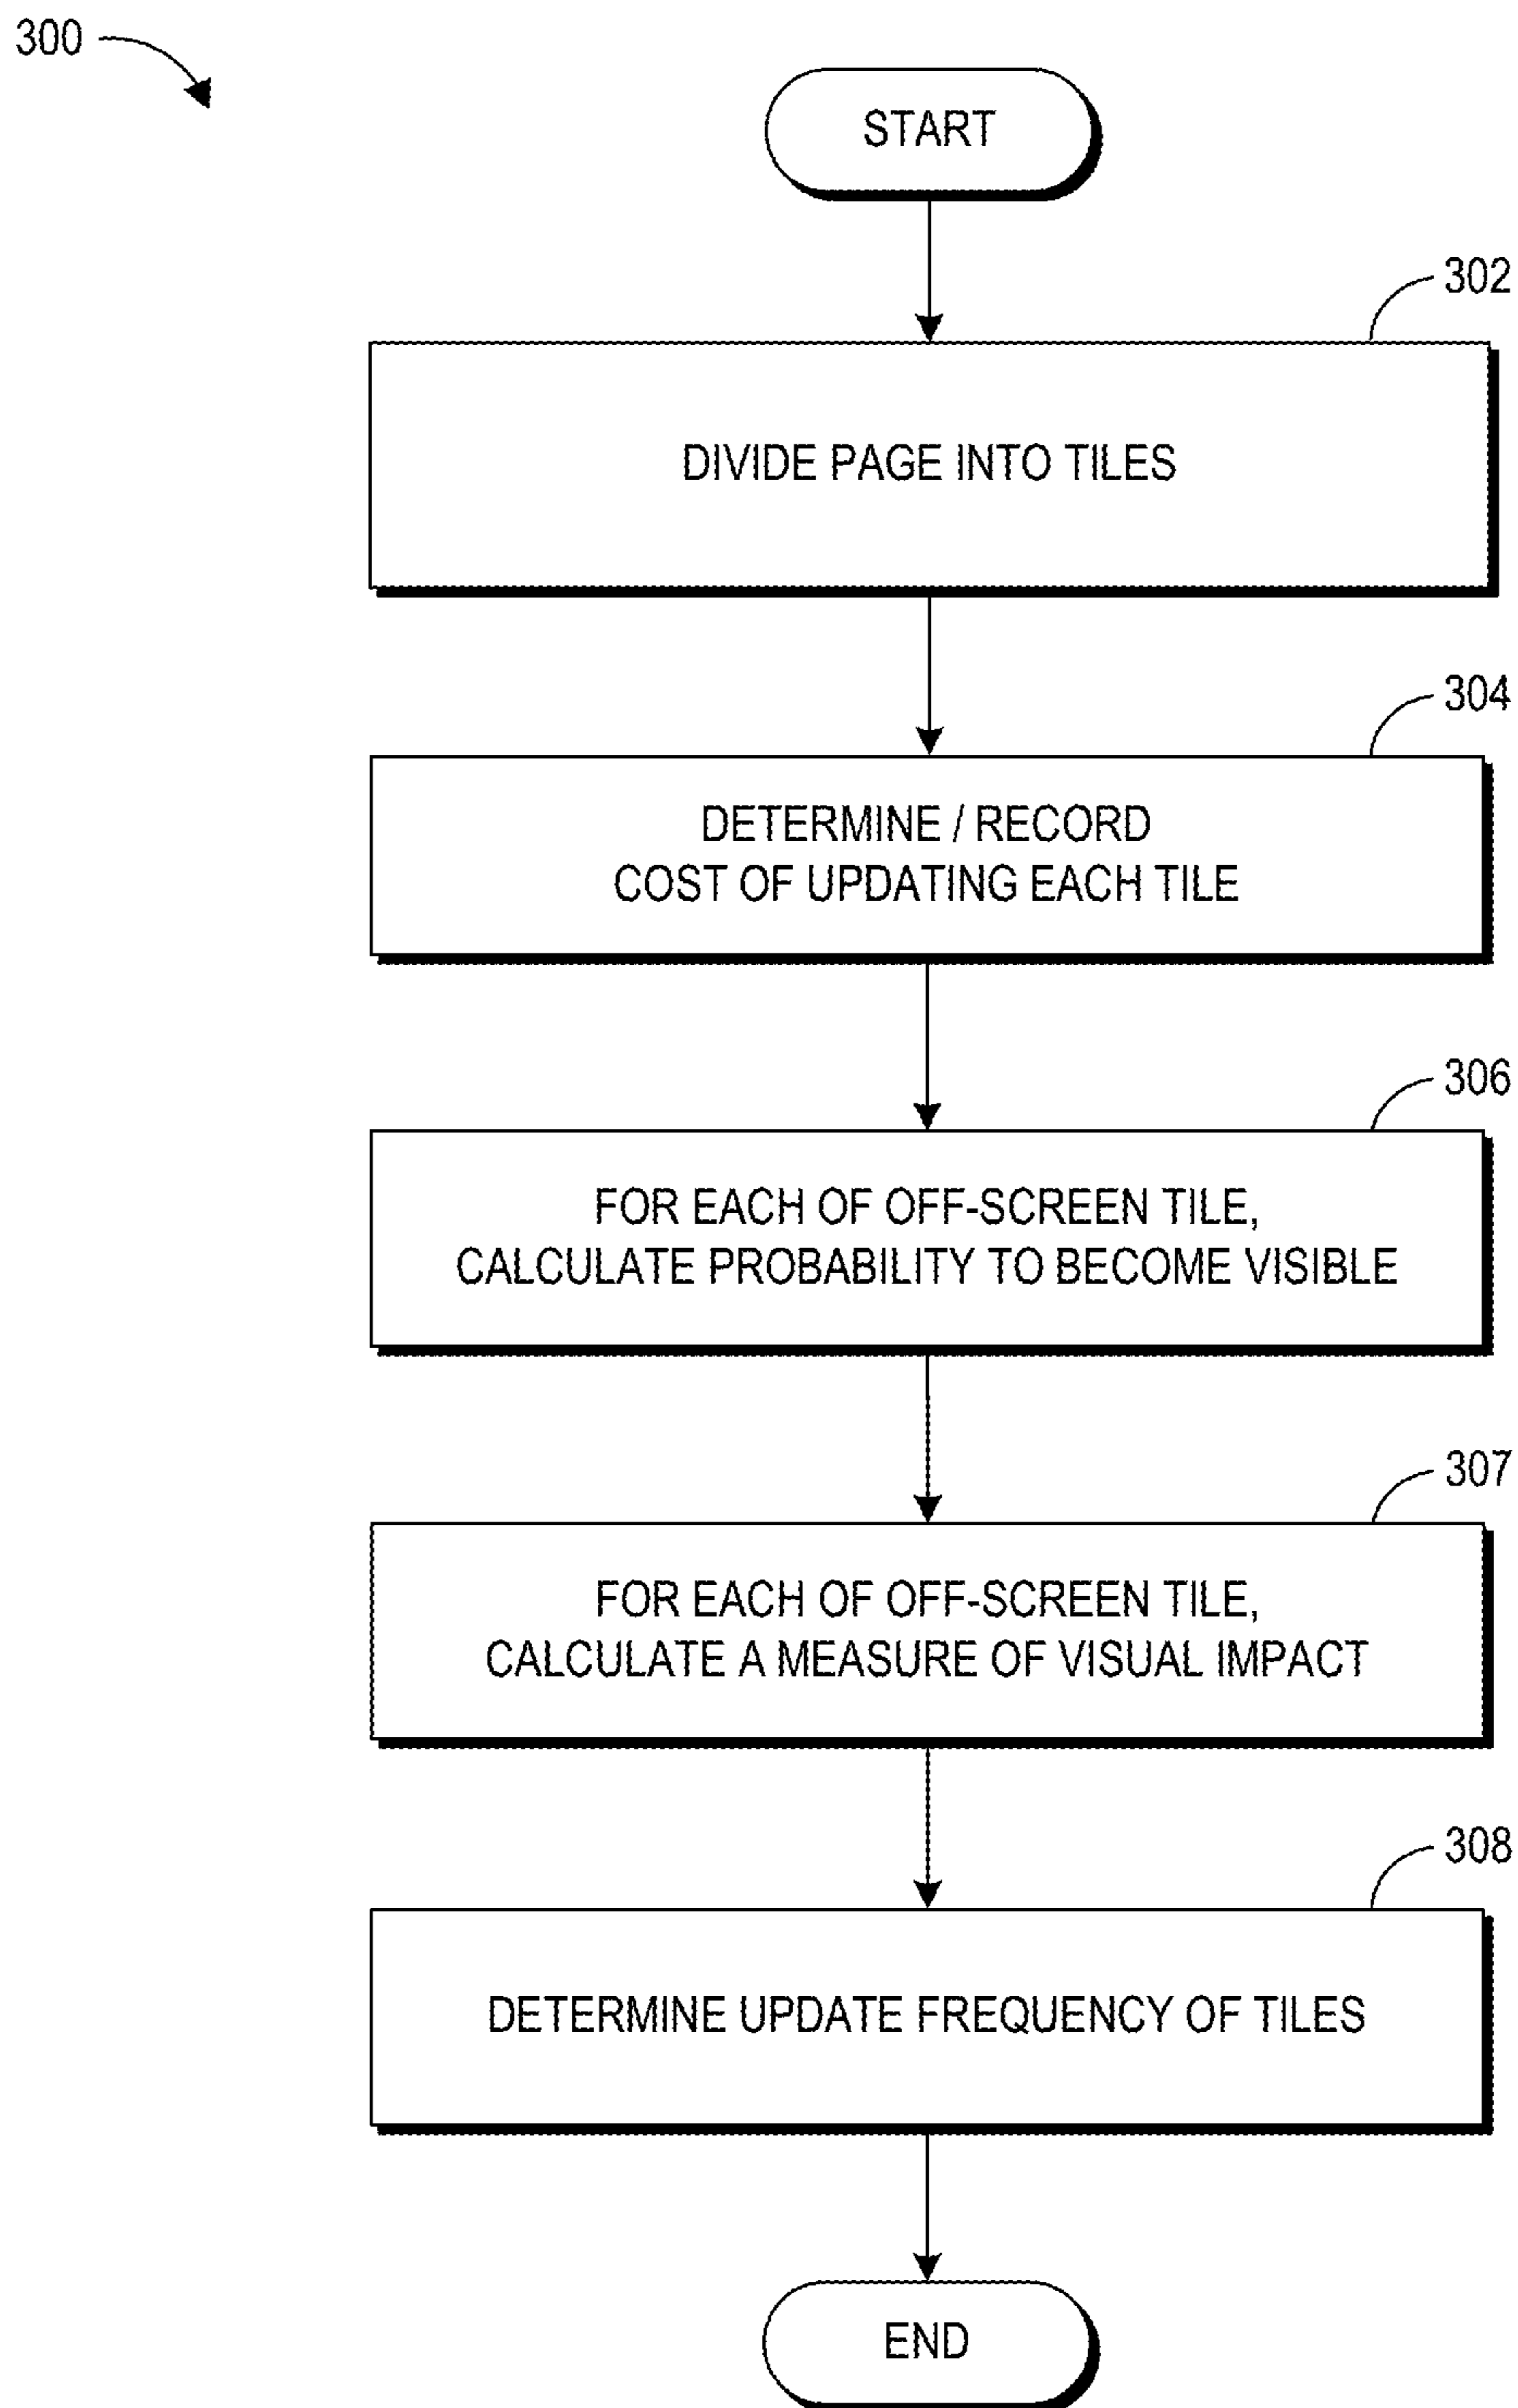 300
START
302
DIVIDE PAGE INTO TILES
304
DETERMINE / RECORD
COST OF UPDATING EACH TILE
306
FOR EACH OF OFF-SCREEN TILE,
CALCULATE PROBABILITY TO BECOME VISIBLE
307
FOR EACH OF OFF-SCREEN TILE,
CALCULATE A MEASURE OF VISUAL IMPACT
308
DETERMINE UPDATE FREQUENCY OF TILES
END